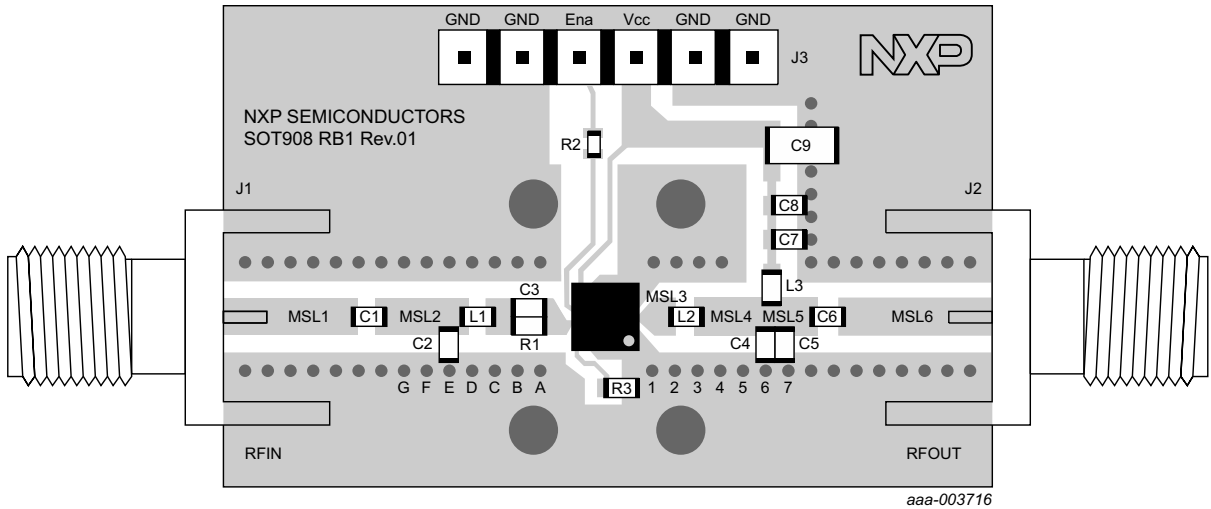 GND GND Ena Vcc GND GND
J3
NXP
NXP SEMICONDUCTORS
SOT908 RB1 Rev.01
R2
C9
J1
J2
C8
C7
L3
C3
MSL3
MSL1 C1 MSL2 L1 L2 MSL4 MSL5 C6 MSL6
C2 R1 C4 C5
G F E D C B A R3 1 2 3 4 5 6 7
RFIN RFOUT
aaa-003716